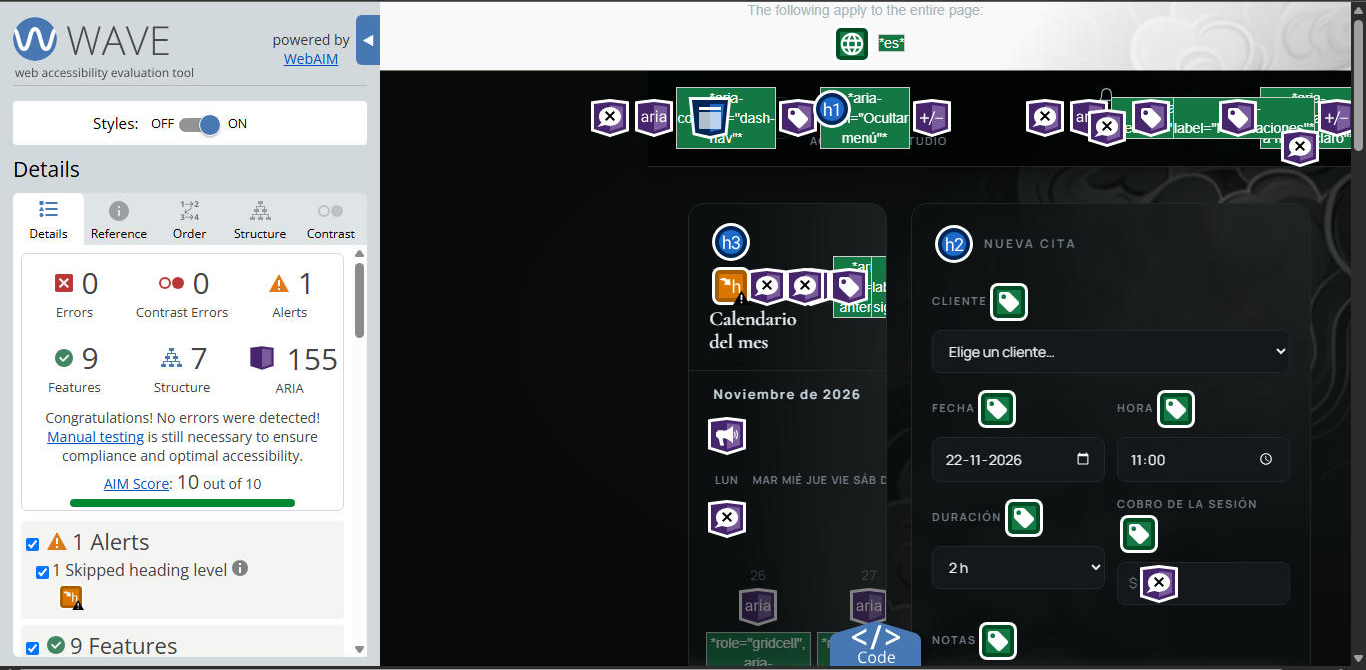 WAVE
web accessibility evaluation tool
powered by
WebAIM
Styles: OFF ON
Details
Details Reference Order Structure Contrast
0 0 1
Errors Contrast Errors Alerts
9 7 155
Features Structure ARIA
Congratulations! No errors were detected!
Manual testing is still necessary to ensure
compliance and optimal accessibility.
AIM Score: 10 out of 10
1 Alerts
1 Skipped heading level
9 Features
The following apply to the entire page:
*es*
aria
h1
+/-
menú"*
h3
h
Calendario
del mes
Noviembre de 2026
LUN MAR MIÉ JUE VIE SÁB
26 27
aria aria
*role="gridcell",
h2 NUEVA CITA
CLIENTE
Elige un cliente...
FECHA HORA
22-11-2026 11:00
DURACIÓN COBRO DE LA SESIÓN
2 h $
NOTAS
</> Code